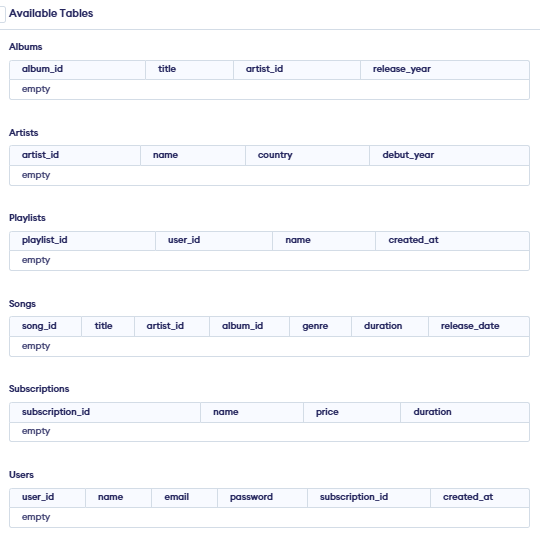 Available Tables
Albums
album_id title artist_id release_year
empty
Artists
artist_id name country debut_year
empty
Playlists
playlist_id user_id name created_at
empty
Songs
song_id title artist_id album_id genre duration release_date
empty
Subscriptions
subscription_id name price duration
empty
Users
user_id name email password subscription_id created_at
empty